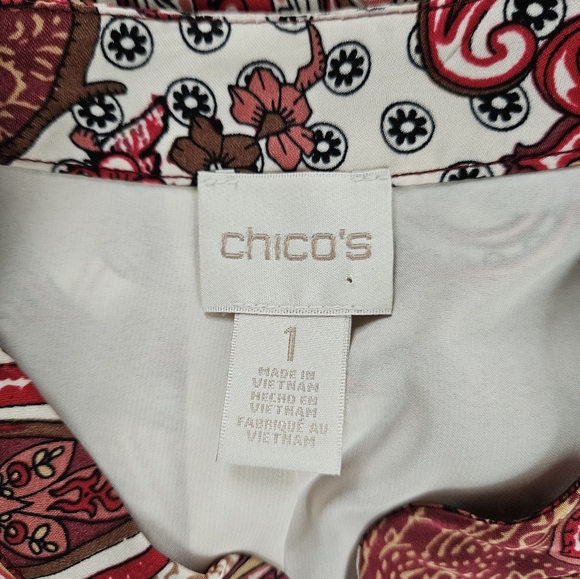 chico's
1
MADE IN
VIETNAM
HECHO EN
VIETNAM
FABRIQUÉ AU
VIETNAM